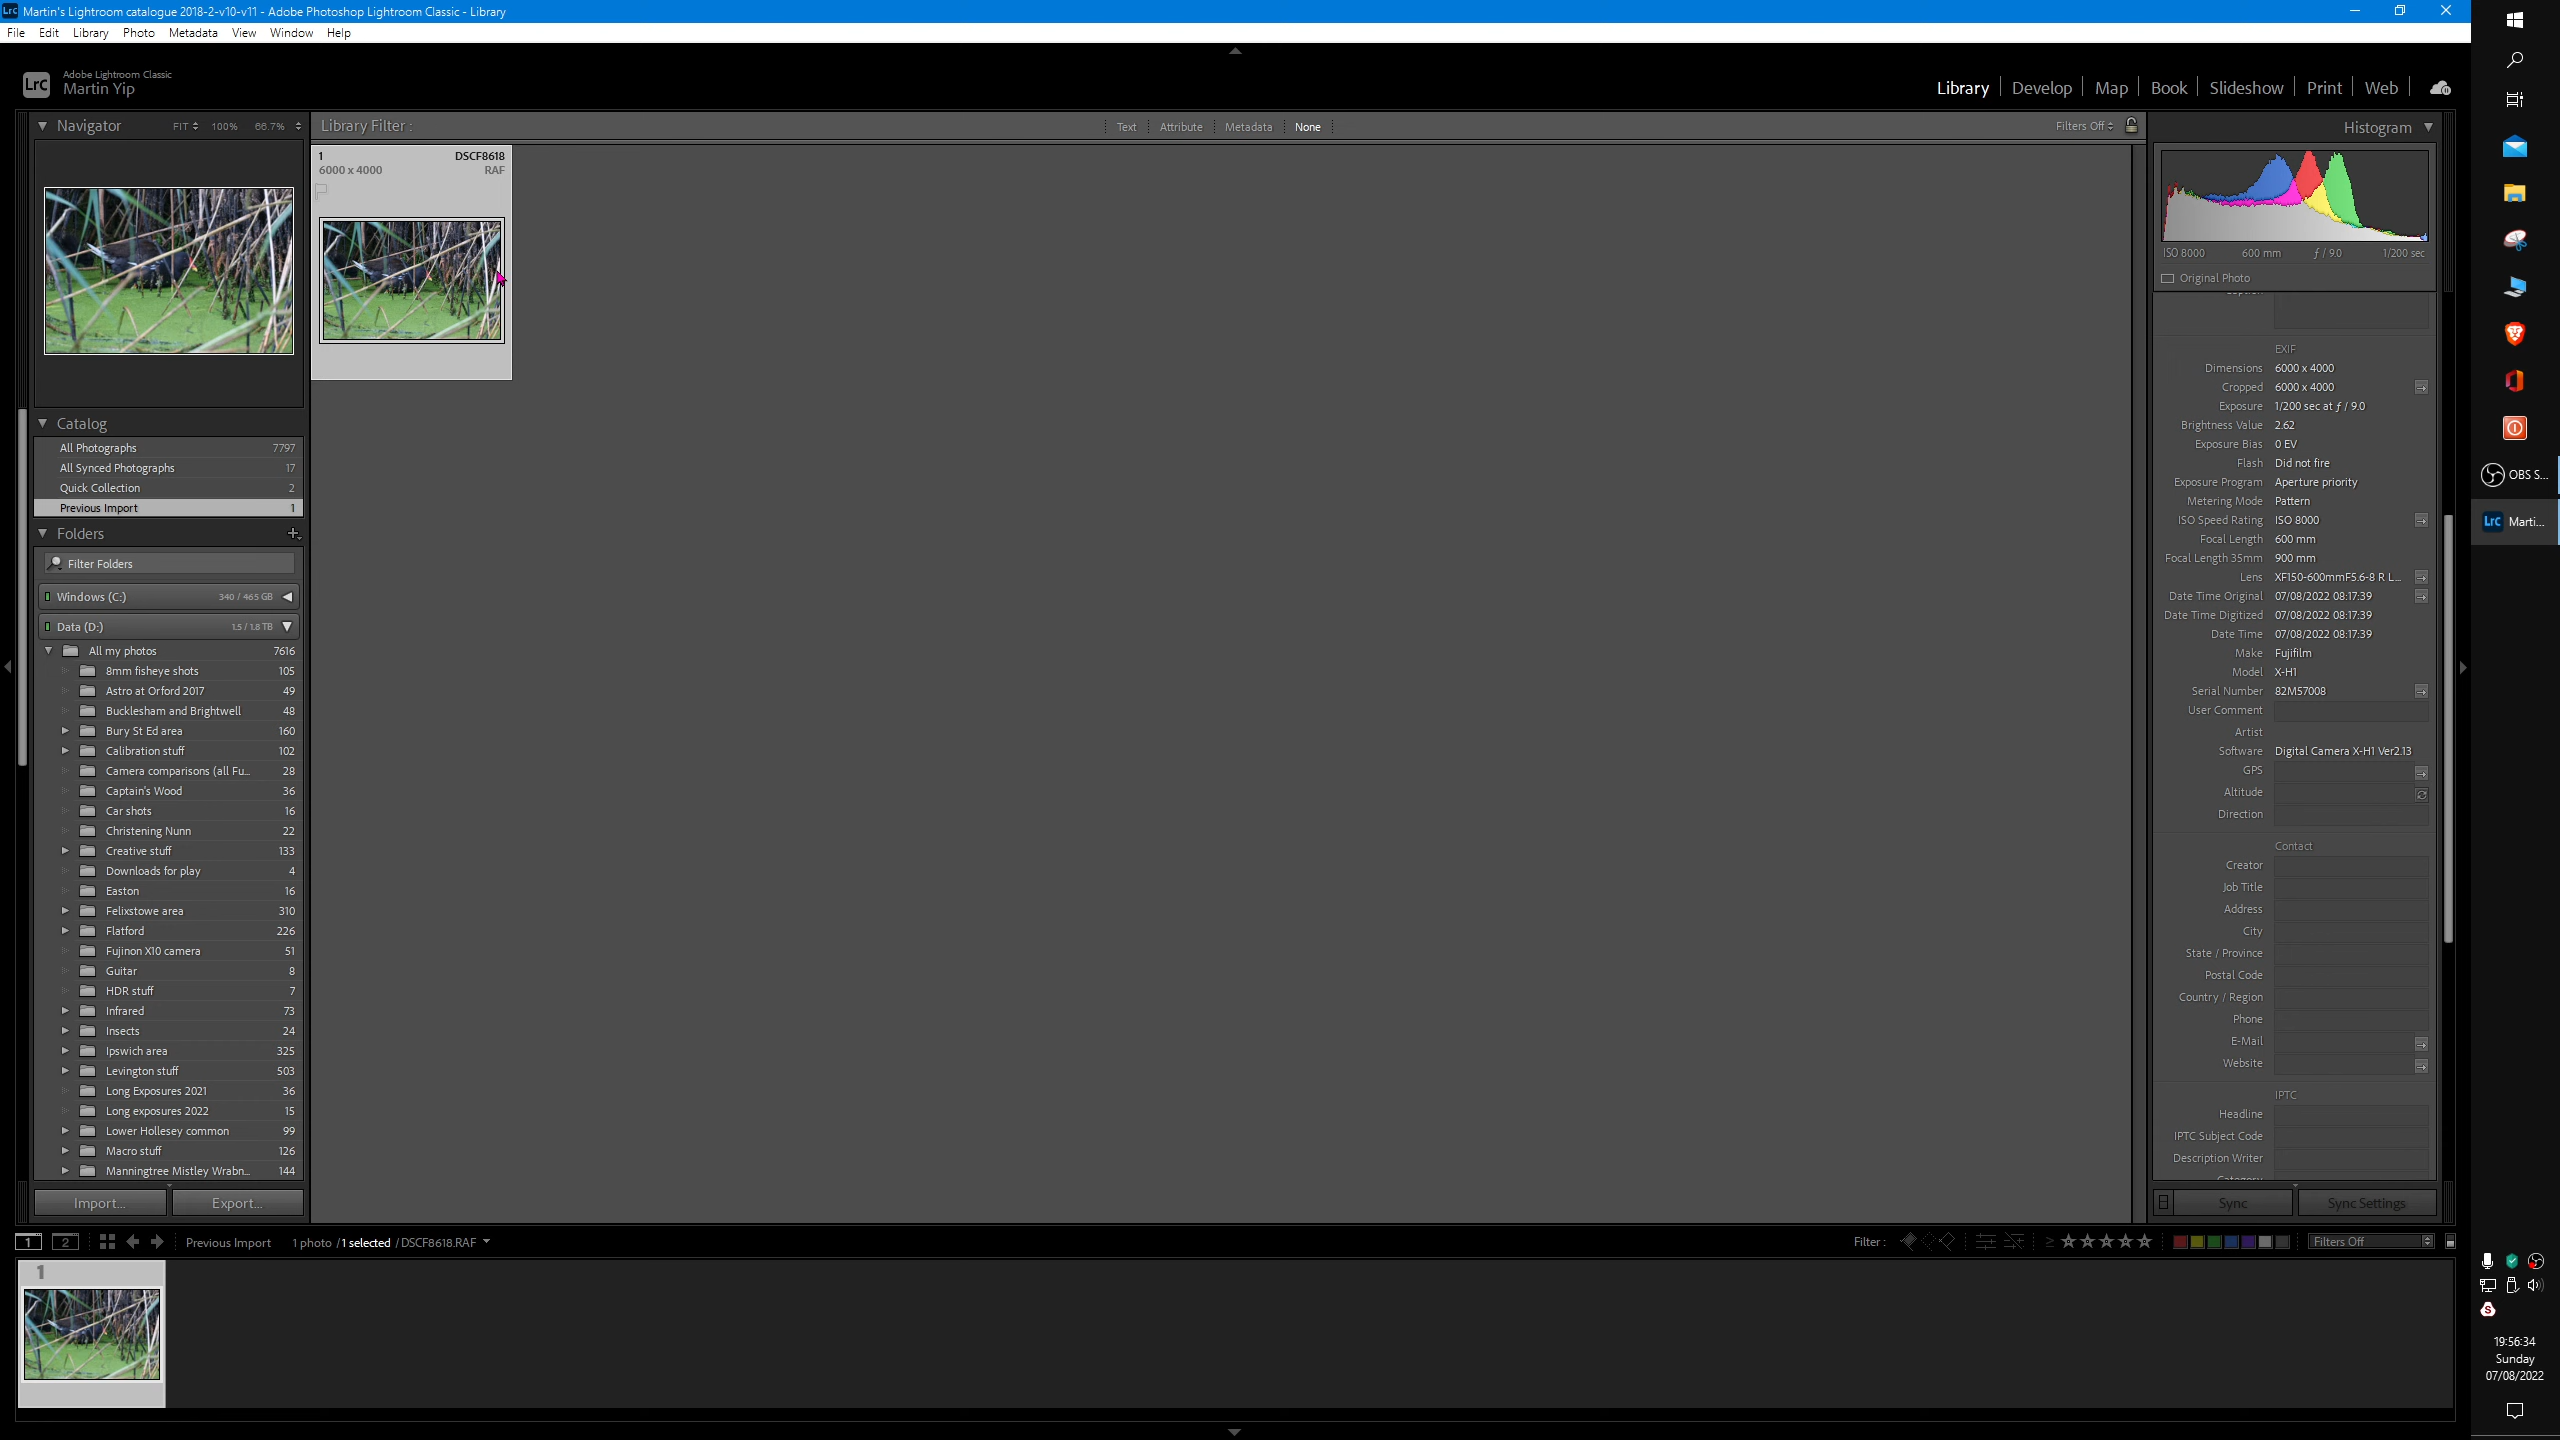 Lrc Martin's Lightroom catalogue 2018-2-v10-v11 - Adobe Photoshop Lightroom Classic - Library
File Edit Library Photo Metadata View Window Help
LrC
Adobe Lightroom Classic
Martin Yip
Library Develop Map Book Slideshow Print Web
Navigator FIT 100% 66.7%
Library Filter : Text Attribute Metadata None Filters Off
Histogram
1 DSCF8618
6000 x 4000 RAF
ISO 8000 600 mm ƒ / 9.0 1/200 sec
Original Photo
Catalog
All Photographs 7797
All Synced Photographs 17
Quick Collection 2
Previous Import 1
Folders
Filter Folders
Windows (C:) 340 / 465 GB
Data (D:) 1.5 / 1.8 TB
All my photos 7616
8mm fisheye shots 105
Astro at Orford 2017 49
Bucklesham and Brightwell 48
Bury St Ed area 160
Calibration stuff 102
Camera comparisons (all Fu... 28
Captain's Wood 36
Car shots 16
Christening Nunn 22
Creative stuff 133
Downloads for play 4
Easton 16
Felixstowe area 310
Flatford 226
Fujinon X10 camera 51
Guitar 8
HDR stuff 7
Infrared 73
Insects 24
Ipswich area 325
Levington stuff 503
Long Exposures 2021 36
Long exposures 2022 15
Lower Hollesey common 99
Macro stuff 126
Manningtree Mistley Wrabn... 144
Import... Export...
EXIF
Dimensions 6000 x 4000
Cropped 6000 x 4000
Exposure 1/200 sec at ƒ / 9.0
Brightness Value 2.62
Exposure Bias 0 EV
Flash Did not fire
Exposure Program Aperture priority
Metering Mode Pattern
ISO Speed Rating ISO 8000
Focal Length 600 mm
Focal Length 35mm 900 mm
Lens XF150-600mmF5.6-8 R L...
Date Time Original 07/08/2022 08:17:39
Date Time Digitized 07/08/2022 08:17:39
Date Time 07/08/2022 08:17:39
Make Fujifilm
Model X-H1
Serial Number 82M57008
User Comment
Artist
Software Digital Camera X-H1 Ver2.13
GPS
Altitude
Direction
Contact
Creator
Job Title
Address
City
State / Province
Postal Code
Country / Region
Phone
E-Mail
Website
IPTC
Headline
IPTC Subject Code
Description Writer
Sync Sync Settings
1 2 Previous Import 1 photo / 1 selected / DSCF8618.RAF Filter : ≥ Filters Off
1
OBS S...
Lrc Marti...
S
19:56:34
Sunday
07/08/2022